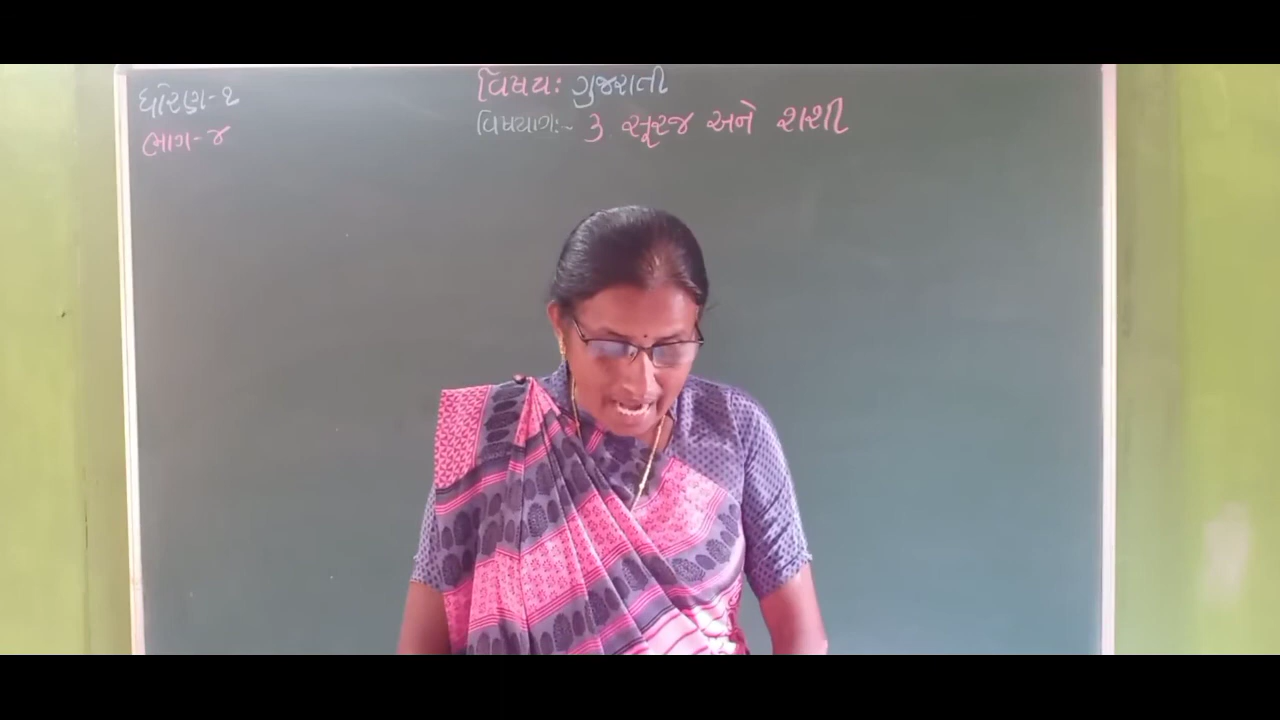 ધોરણ-૨
ભાગ-૪
વિષય: ગુજરાતી
વિષયાંગ:- ૩ સૂરજ અને શશી